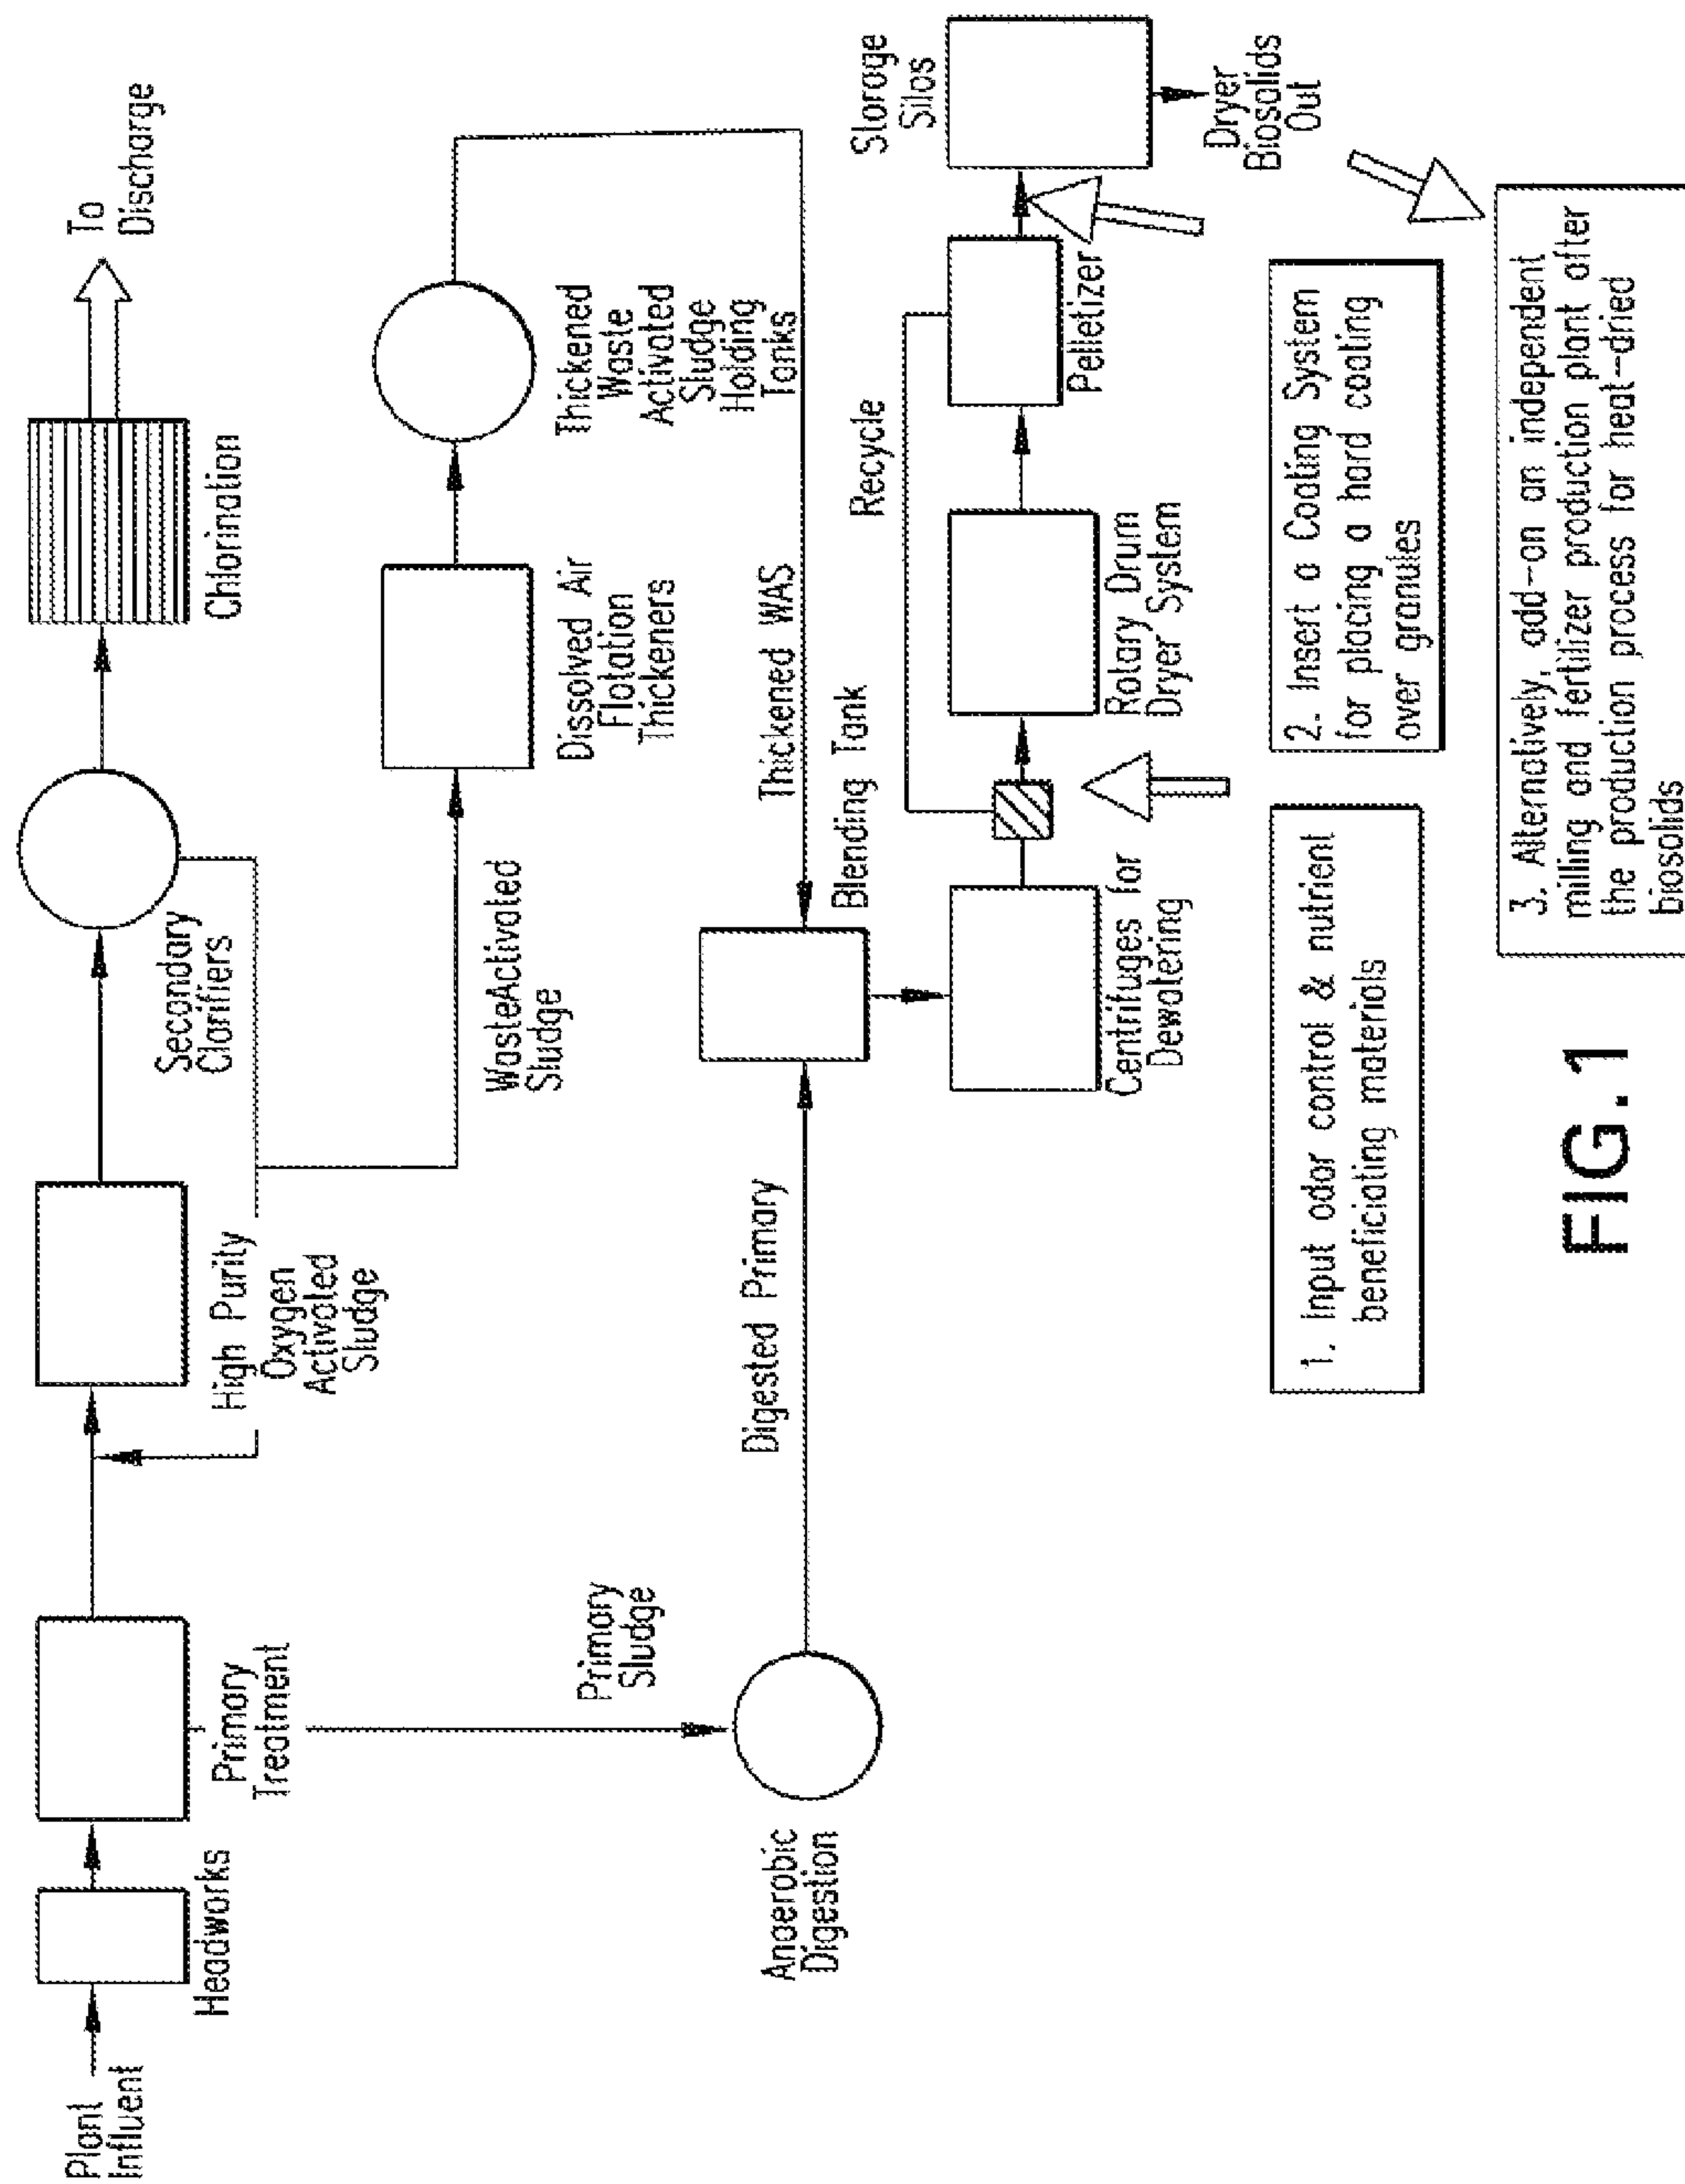 Plant
Influent
Headworks
Primary
Treatment
High Purity
Oxygen
Activated
Sludge
Secondary
Clarifiers
Chlorination
To
Discharge
WasteActivated
Sludge
Dissolved Air
Flotation
Thickeners
Thickened
Waste
Activated
Sludge
Holding
Tanks
Primary
Sludge
Anaerobic
Digestion
Digested Primary
Thickened WAS
Blending Tank
Centrifuges for
Dewatering
Recycle
Rotary Drum
Dryer System
Pelletizer
Storage
Silos
Dryer
Biosolids
Out
1. Input odor control & nutrient
beneficiating materials
2. Insert a Coating System
for placing a hard coating
over granules
3. Alternatively, add-on an independent
milling and fertilizer production plant after
the production process for heat-dried
biosolids
FIG. 1